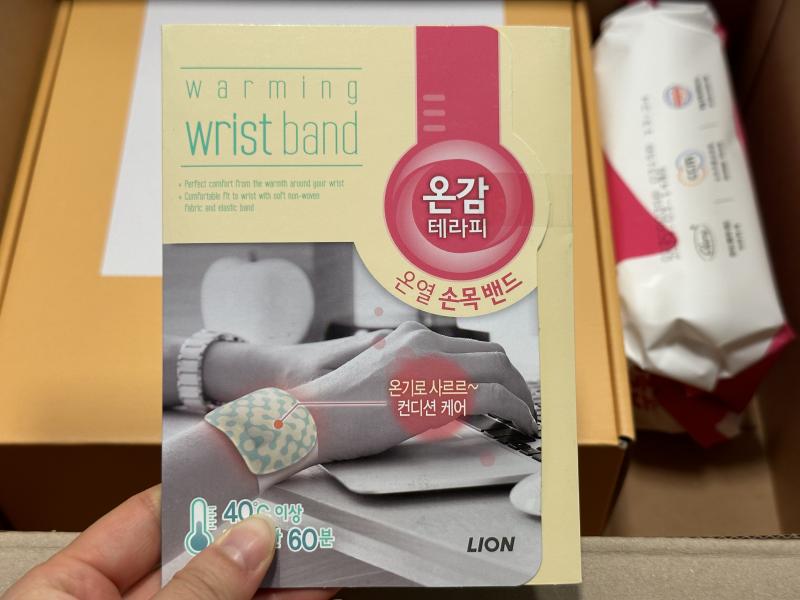 warming
wrist band
• Perfect comfort from the warmth around your wrist
• Comfortable fit to wrist with soft non-woven
fabric and elastic band
온감
테라피
온열 손목밴드
온기로 사르르~
컨디션 케어
40℃ 이상
60분
LION